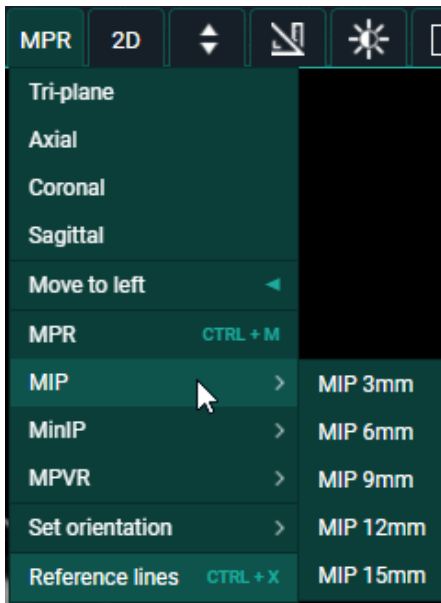 MPR 2D
Tri-plane
Axial
Coronal
Sagittal
Move to left
MPR CTRL + M
MIP
MinIP
MPVR
Set orientation
Reference lines CTRL + X
MIP 3mm
MIP 6mm
MIP 9mm
MIP 12mm
MIP 15mm